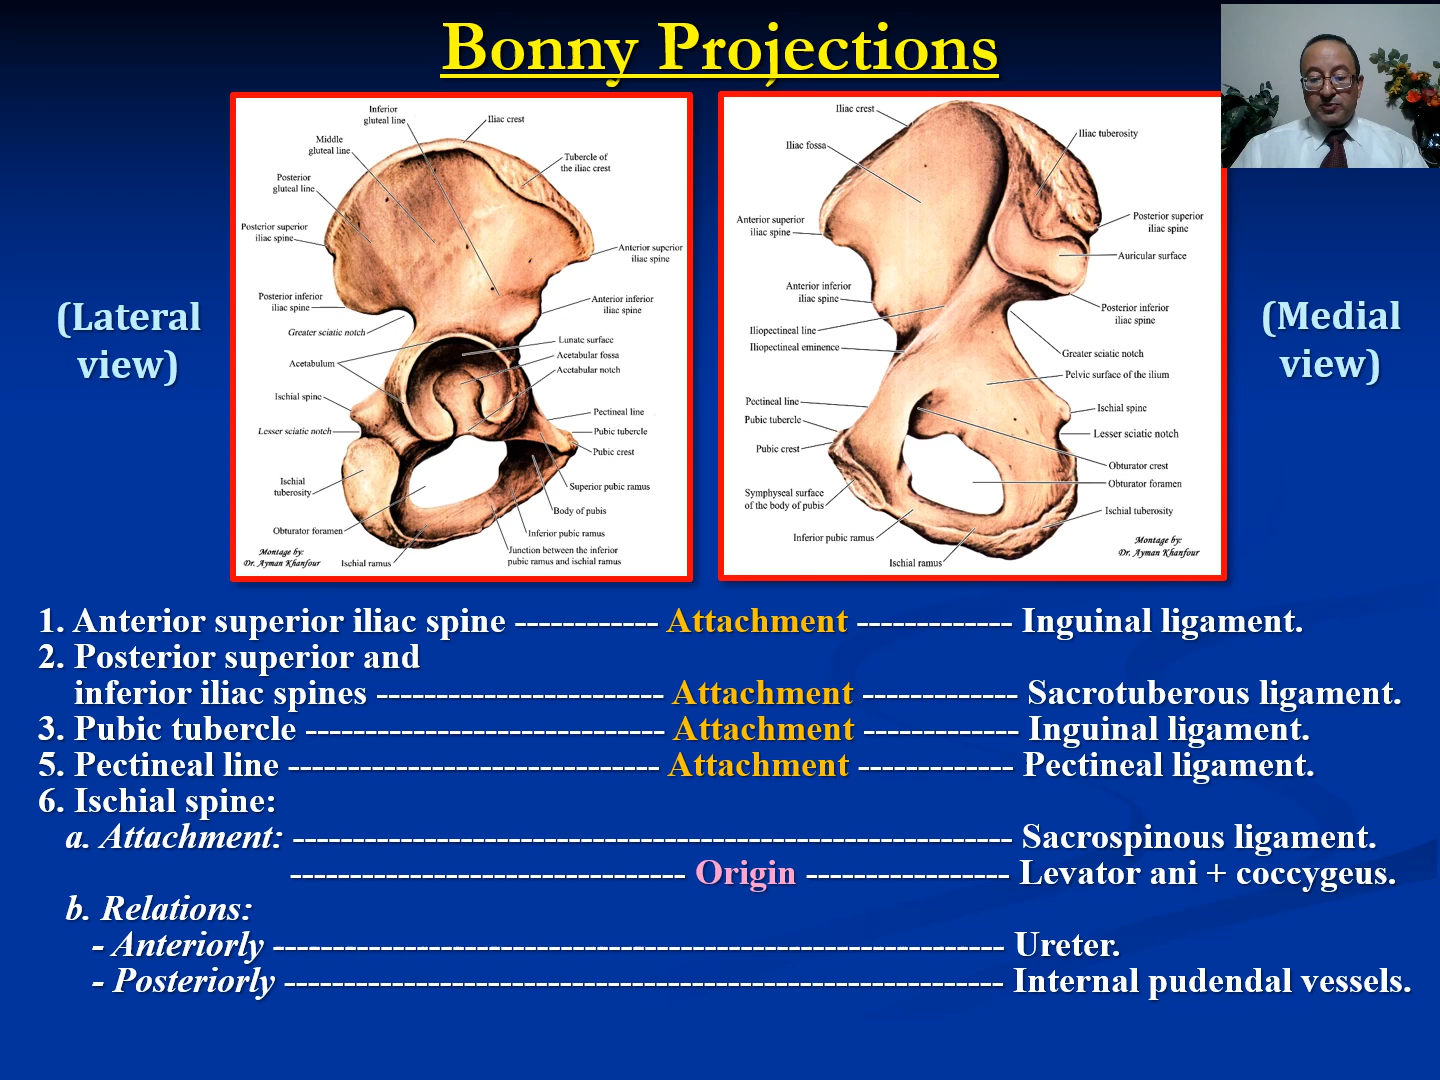 Bonny Projections
(Lateral
view)
Inferior
gluteal line
Iliac crest
Middle
gluteal line
Tubercle of
the iliac crest
Posterior
gluteal line
Posterior superior
iliac spine
Anterior superior
iliac spine
Posterior inferior
iliac spine
Anterior inferior
iliac spine
Greater sciatic notch
Lunate surface
Acetabulum
Acetabular fossa
Acetabular notch
Ischial spine
Pectineal line
Lesser sciatic notch
Pubic tubercle
Pubic crest
Ischial
tuberosity
Superior pubic ramus
Body of pubis
Obturator foramen
Inferior pubic ramus
Junction between the inferior
pubic ramus and ischial ramus
Ischial ramus
Montage by:
Dr. Ayman Khanfour
Iliac crest
Iliac tuberosity
Iliac fossa
Anterior superior
iliac spine
Posterior superior
iliac spine
Auricular surface
Anterior inferior
iliac spine
Posterior inferior
iliac spine
Iliopectineal line
Iliopectineal eminence
Greater sciatic notch
Pelvic surface of the ilium
Pectineal line
Ischial spine
Pubic tubercle
Lesser sciatic notch
Pubic crest
Obturator crest
Obturator foramen
Symphyseal surface
of the body of pubis
Ischial tuberosity
Inferior pubic ramus
Ischial ramus
Montage by:
Dr. Ayman Khanfour
(Medial
view)
1. Anterior superior iliac spine ------------ Attachment ------------- Inguinal ligament.
2. Posterior superior and
inferior iliac spines ------------------------ Attachment ------------- Sacrotuberous ligament.
3. Pubic tubercle ------------------------------ Attachment ------------- Inguinal ligament.
5. Pectineal line ------------------------------- Attachment ------------- Pectineal ligament.
6. Ischial spine:
a. Attachment: ------------------------------------------------------------ Sacrospinous ligament.
--------------------------------- Origin ----------------- Levator ani + coccygeus.
b. Relations:
- Anteriorly ------------------------------------------------------------- Ureter.
- Posteriorly ------------------------------------------------------------ Internal pudendal vessels.